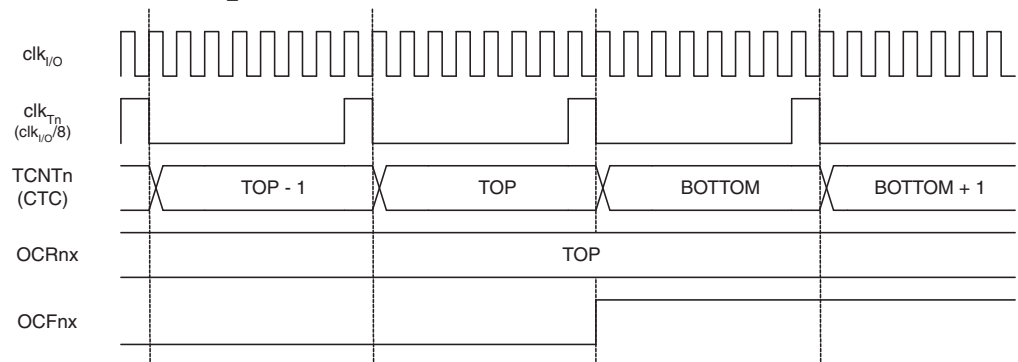 clkI/O
clkTn
(clkI/O/8)
TCNTn
(CTC)
TOP - 1
TOP
BOTTOM
BOTTOM + 1
OCRnx
TOP
OCFnx